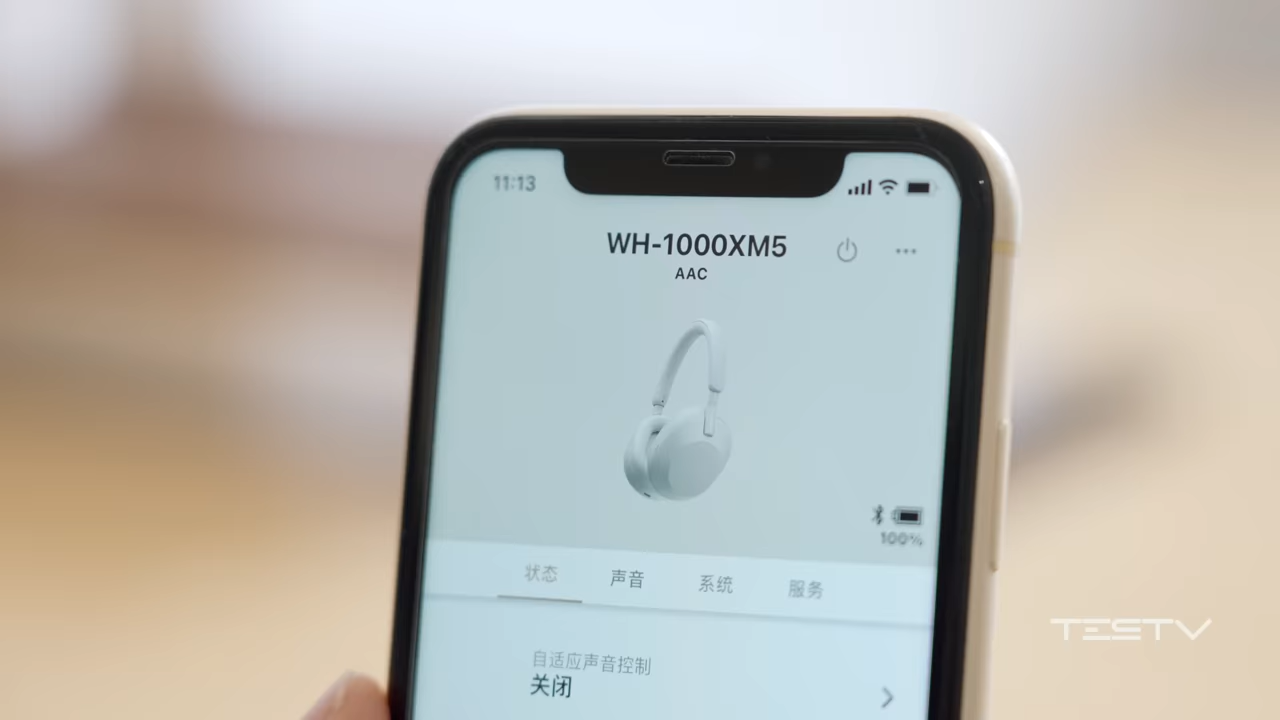 11:13
WH-1000XM5
AAC
100%
状态 声音 系统 服务
自适应声音控制
关闭
TESTV